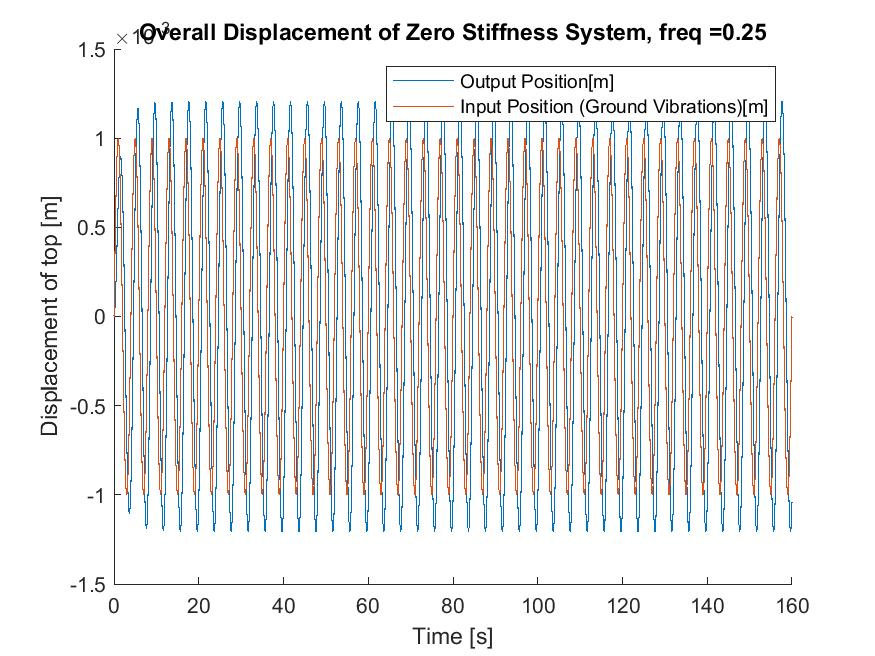 Overall Displacement of Zero Stiffness System, freq =0.25
×10-3
Output Position[m]
Input Position (Ground Vibrations)[m]
1.5
1
0.5
0
-0.5
-1
-1.5
Displacement of top [m]
0 20 40 60 80 100 120 140 160
Time [s]